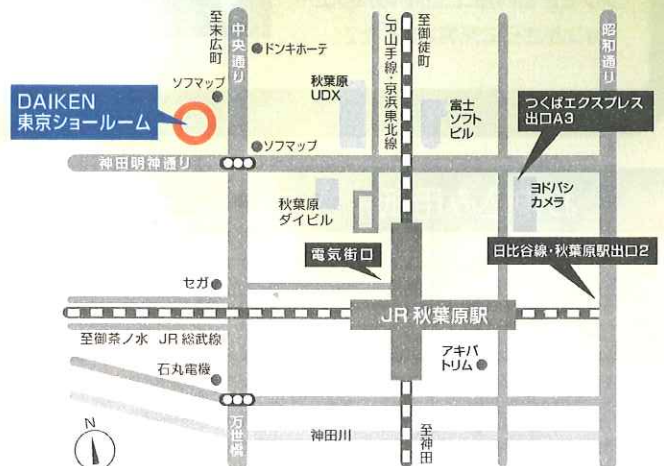 至末広町
中央通り
ドンキホーテ
ソフマップ
DAIKEN
東京ショールーム
秋葉原
UDX
JR山手線・京浜東北線
至御徒町
富士
ソフト
ビル
昭和通り
つくばエクスプレス
出口A3
ソフマップ
神田明神通り
ヨドバシ
カメラ
秋葉原
ダイビル
電気街口
日比谷線・秋葉原駅出口2
セガ
JR 秋葉原駅
至御茶ノ水 JR 総武線
アキバ
トリム
石丸電機
万世橋
神田川
至神田
N